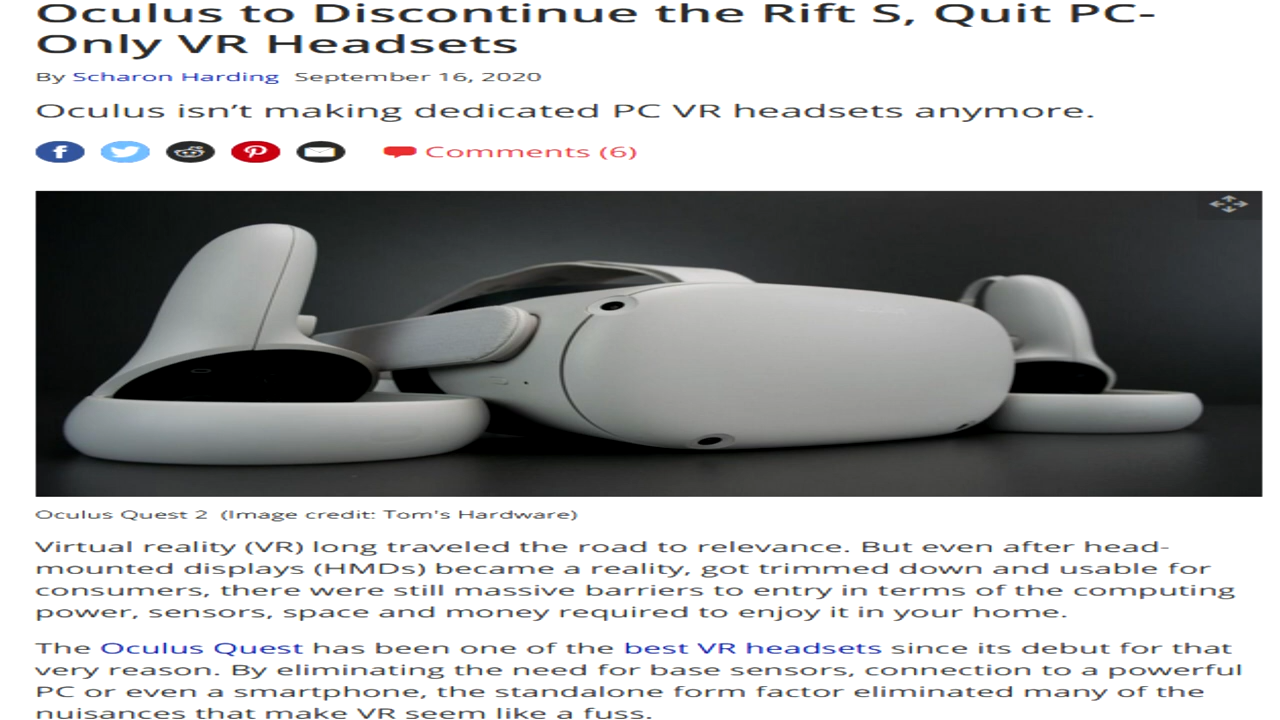 Oculus to Discontinue the Rift S, Quit PC-
Only VR Headsets
By Scharon Harding September 16, 2020
Oculus isn't making dedicated PC VR headsets anymore.
Comments (6)
Oculus Quest 2 (Image credit: Tom's Hardware)
Virtual reality (VR) long traveled the road to relevance. But even after head-
mounted displays (HMDs) became a reality, got trimmed down and usable for
consumers, there were still massive barriers to entry in terms of the computing
power, sensors, space and money required to enjoy it in your home.
The Oculus Quest has been one of the best VR headsets since its debut for that
very reason. By eliminating the need for base sensors, connection to a powerful
PC or even a smartphone, the standalone form factor eliminated many of the
nuisances that make VR seem like a fuss.